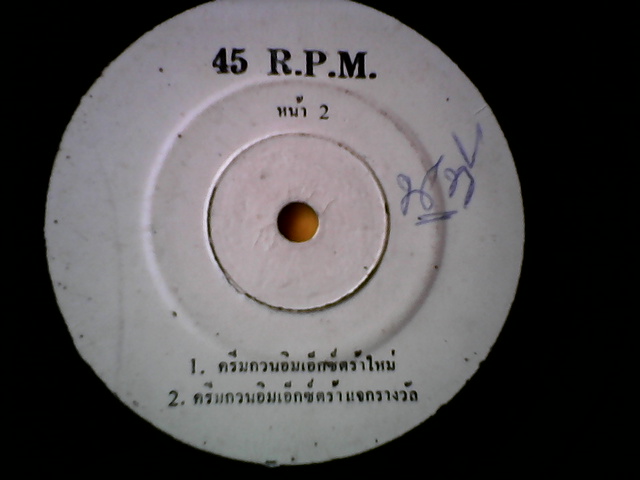 45 R.P.M.
หน้า 2
1. ครีมกวนอิมเอ็กซ์ตร้าใหม่
2. ครีมกวนอิมเอ็กซ์ตร้าแจกรางวัล